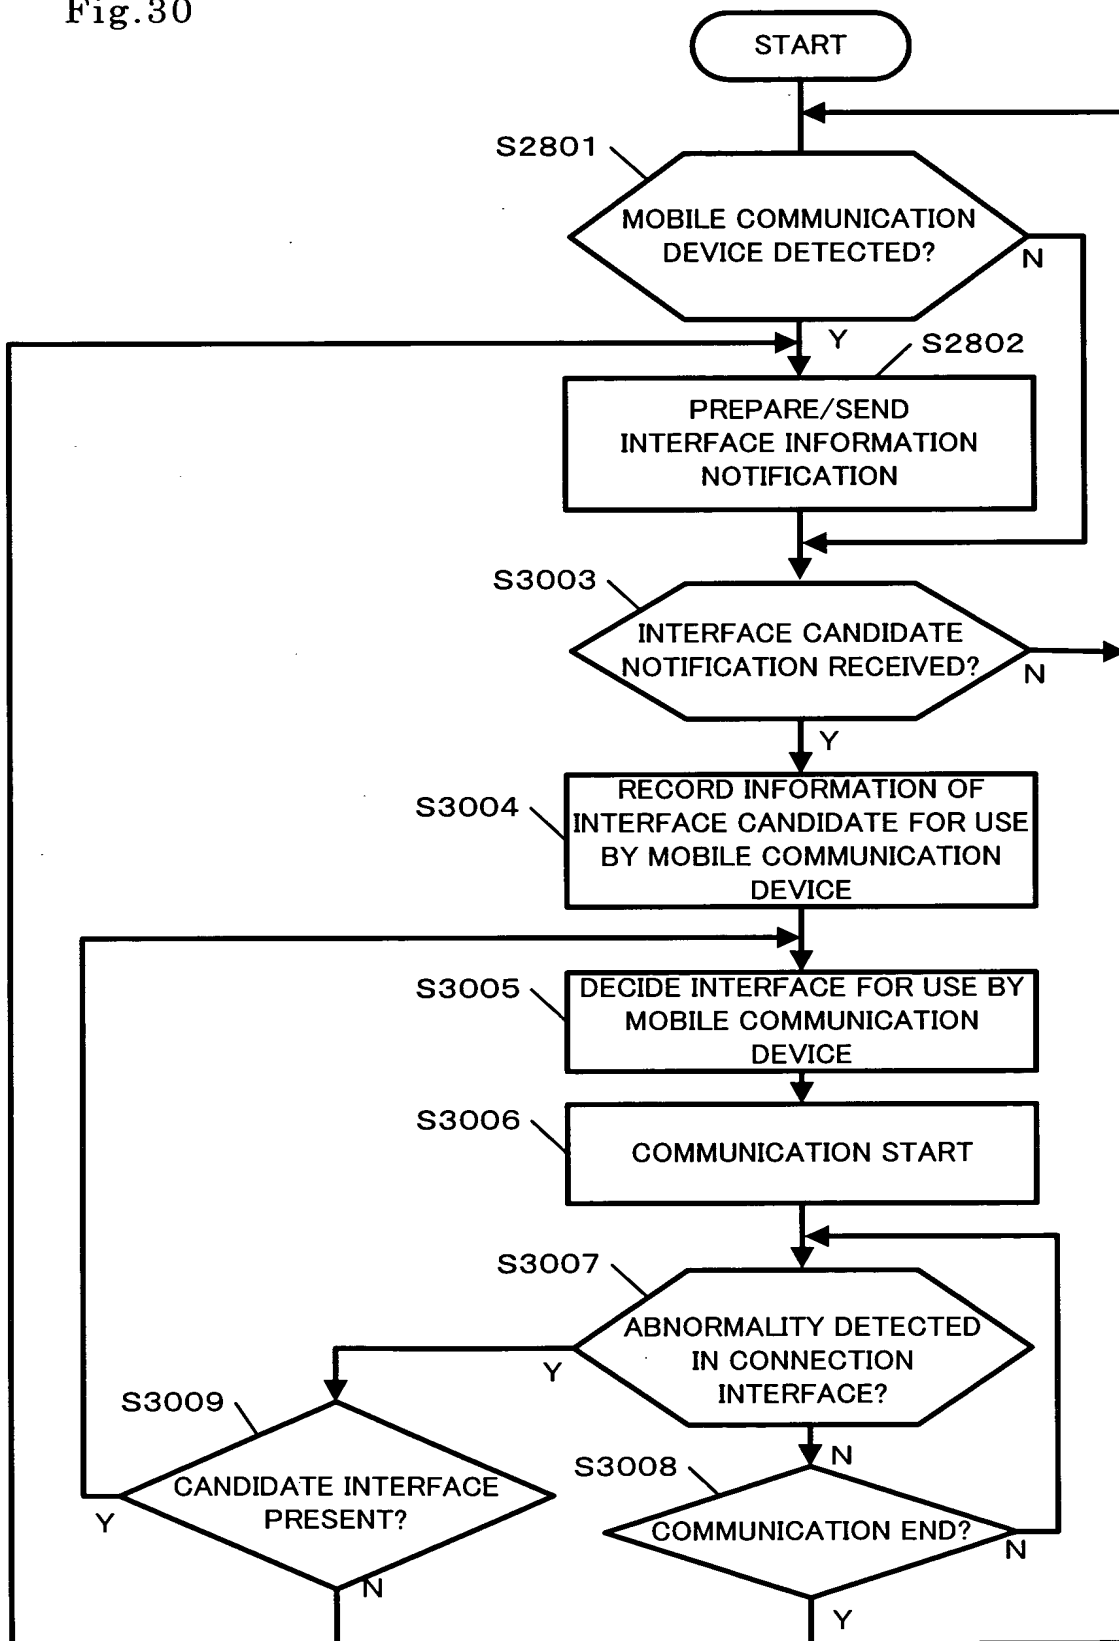 Fig.30
START
S2801
MOBILE COMMUNICATION
DEVICE DETECTED?
N
Y
S2802
PREPARE/SEND
INTERFACE INFORMATION
NOTIFICATION
S3003
INTERFACE CANDIDATE
NOTIFICATION RECEIVED?
N
Y
S3004
RECORD INFORMATION OF
INTERFACE CANDIDATE FOR USE
BY MOBILE COMMUNICATION
DEVICE
S3005
DECIDE INTERFACE FOR USE BY
MOBILE COMMUNICATION
DEVICE
S3006
COMMUNICATION START
S3007
ABNORMALITY DETECTED
IN CONNECTION
INTERFACE?
Y
N
S3009
CANDIDATE INTERFACE
PRESENT?
Y
N
S3008
COMMUNICATION END?
N
Y